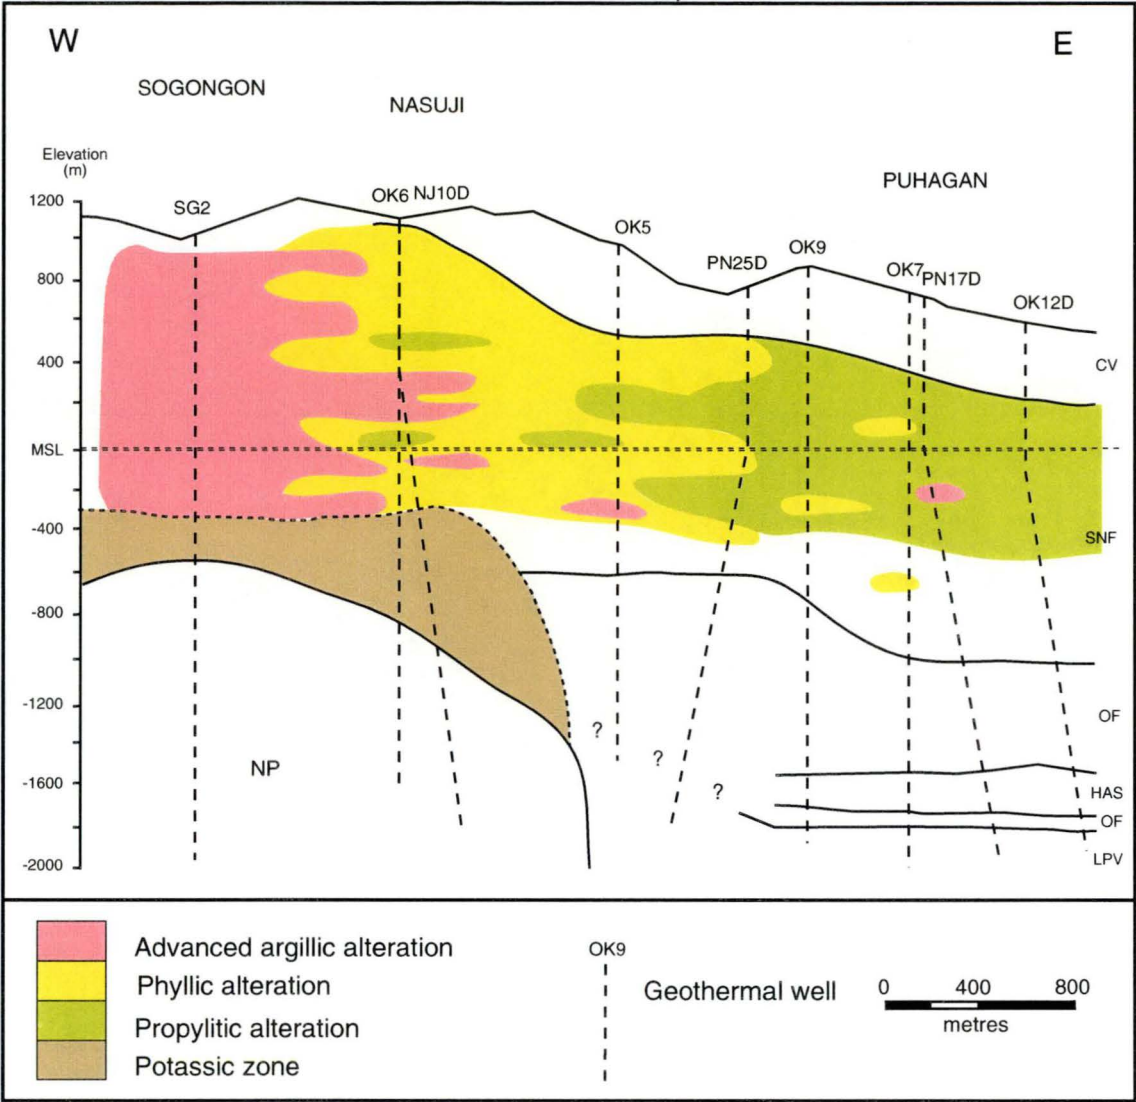 W
E
SOGONGON
NASUJI
PUHAGAN
Elevation
(m)
1200
800
400
MSL
-400
-800
-1200
-1600
-2000
SG2
OK6 NJ10D
OK5
PN25D
OK9
OK7
PN17D
OK12D
CV
SNF
OF
HAS
OF
LPV
NP
?
?
?
Advanced argillic alteration
Phyllic alteration
Propylitic alteration
Potassic zone
OK9
Geothermal well
0 400 800
metres